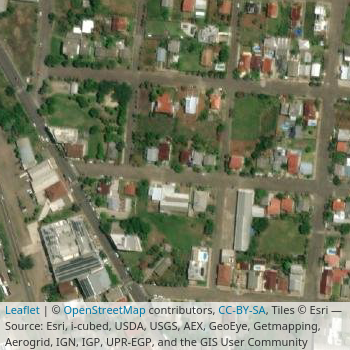 Leaflet | © OpenStreetMap contributors, CC-BY-SA, Tiles © Esri —
Source: Esri, i-cubed, USDA, USGS, AEX, GeoEye, Getmapping,
Aerogrid, IGN, IGP, UPR-EGP, and the GIS User Community